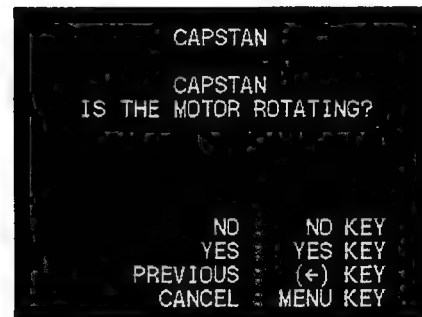 CAPSTAN
CAPSTAN
IS THE MOTOR ROTATING?
NO NO KEY
YES YES KEY
PREVIOUS (←) KEY
CANCEL MENU KEY